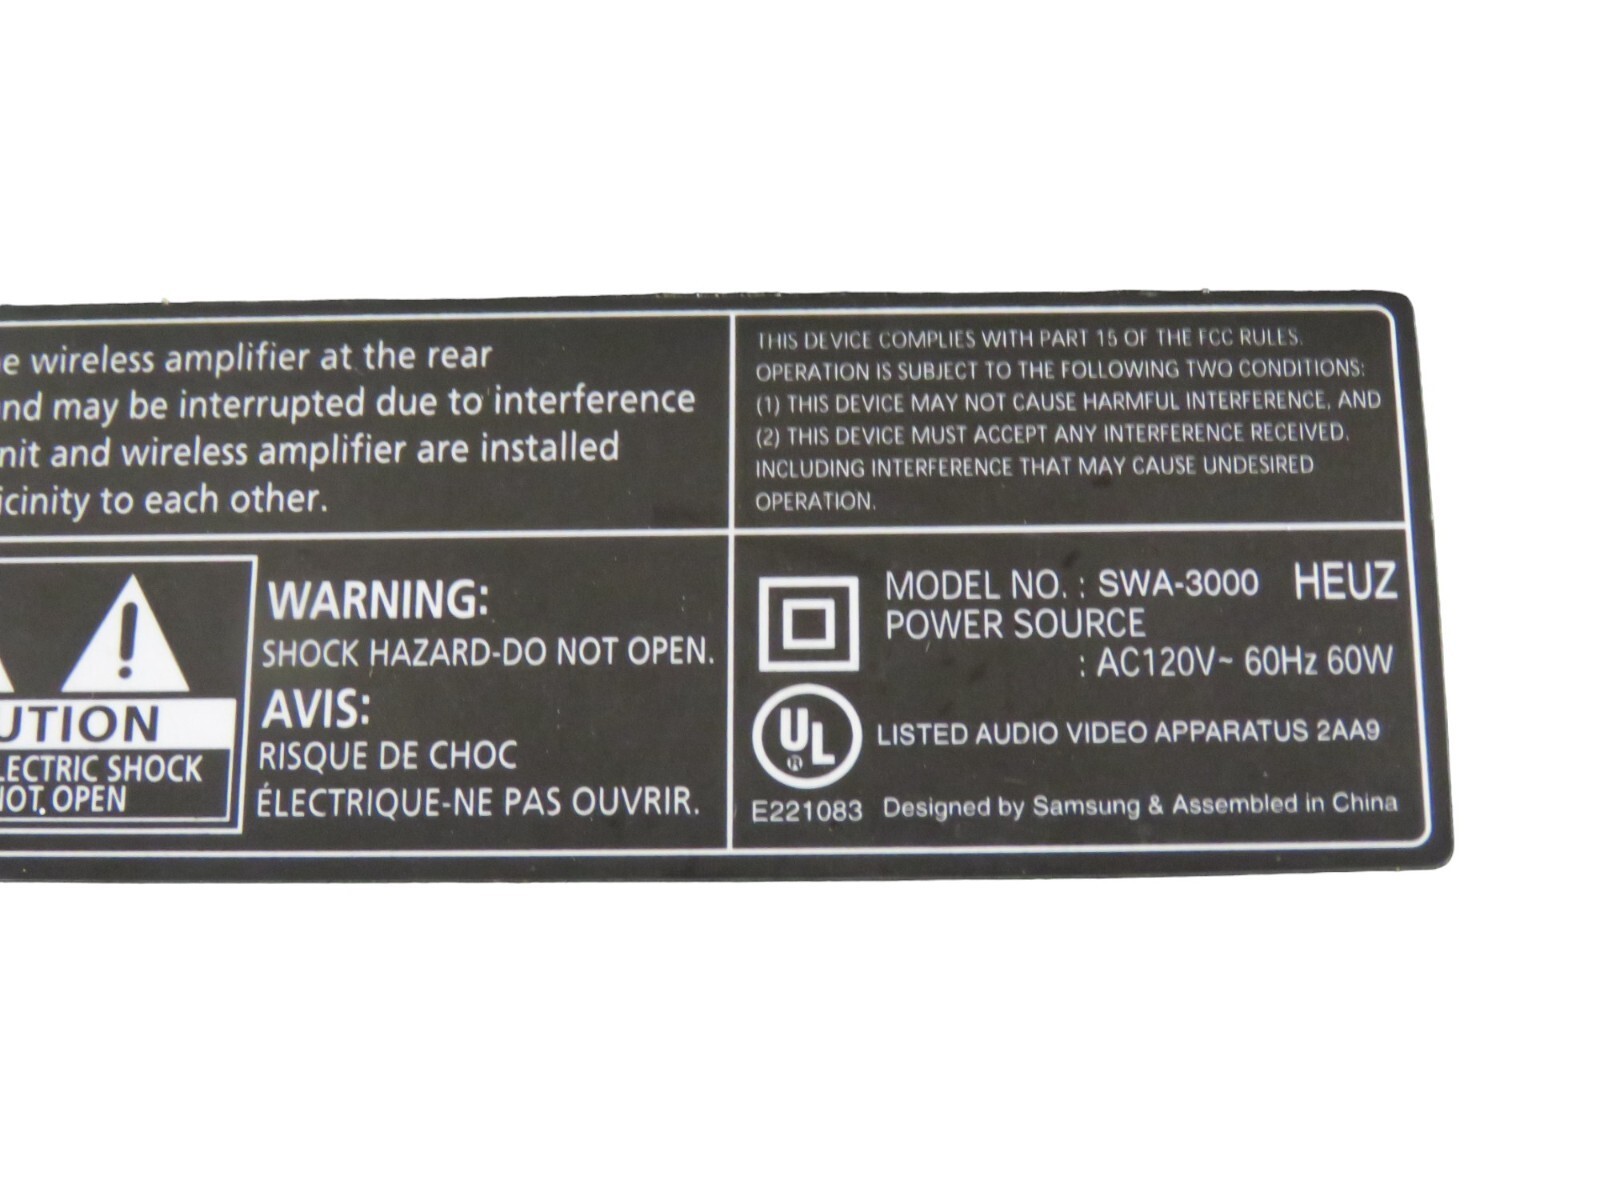 wireless amplifier at the rear
and may be interrupted due to interference
unit and wireless amplifier are installed
vicinity to each other.
THIS DEVICE COMPLIES WITH PART 15 OF THE FCC RULES.
OPERATION IS SUBJECT TO THE FOLLOWING TWO CONDITIONS:
(1) THIS DEVICE MAY NOT CAUSE HARMFUL INTERFERENCE, AND
(2) THIS DEVICE MUST ACCEPT ANY INTERFERENCE RECEIVED,
INCLUDING INTERFERENCE THAT MAY CAUSE UNDESIRED
OPERATION.
UTION
LECTRIC SHOCK
NOT OPEN
WARNING:
SHOCK HAZARD-DO NOT OPEN.
AVIS:
RISQUE DE CHOC
ÉLECTRIQUE-NE PAS OUVRIR.
MODEL NO. : SWA-3000 HEUZ
POWER SOURCE
: AC120V~ 60Hz 60W
UL ® LISTED AUDIO VIDEO APPARATUS 2AA9
E221083 Designed by Samsung & Assembled in China